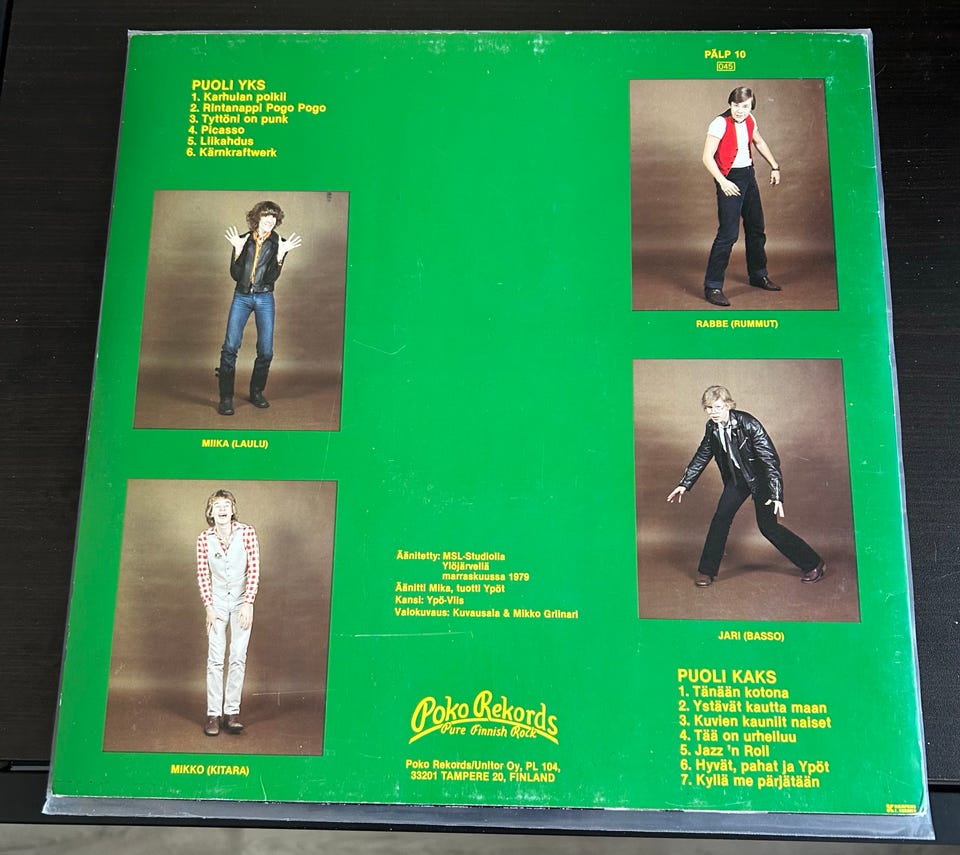 PÄLP 10
045
PUOLI YKS
1. Karhulan poikii
2. Rintanappi Pogo Pogo
3. Tyttöni on punk
4. Picasso
5. Liikahdus
6. Kärnkraftwerk
RABBE (RUMMUT)
MIIKA (LAULU)
MIKKO (KITARA)
JARI (BASSO)
Äänitetty: MSL-Studiolla
Ylöjärvellä
marraskuussa 1979
Äänitti Mika, tuotti Ypöt
Kansi: Ypö-Viis
Valokuvaus: Kuvausala & Mikko Griinari
Poko Rekords
Pure Finnish Rock
Poko Rekords/Unitor Oy, PL 104,
33201 TAMPERE 20, FINLAND
PUOLI KAKS
1. Tänään kotona
2. Ystävät kautta maan
3. Kuvien kauniit naiset
4. Tää on urheiluu
5. Jazz 'n Roll
6. Hyvät, pahat ja Ypöt
7. Kyllä me pärjätään